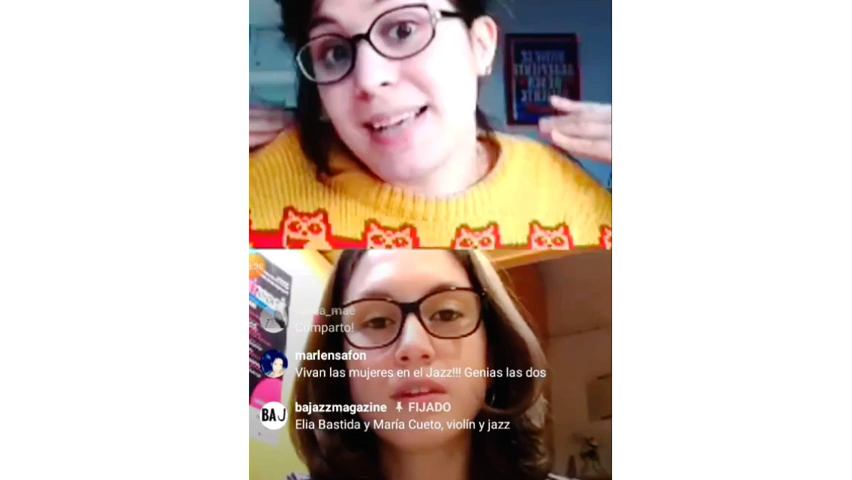 Comparto!
marlensafon
Vivan las mujeres en el Jazz!!! Genias las dos
BAJ
bajazzmagazine FIJADO
Elia Bastida y María Cueto, violín y jazz